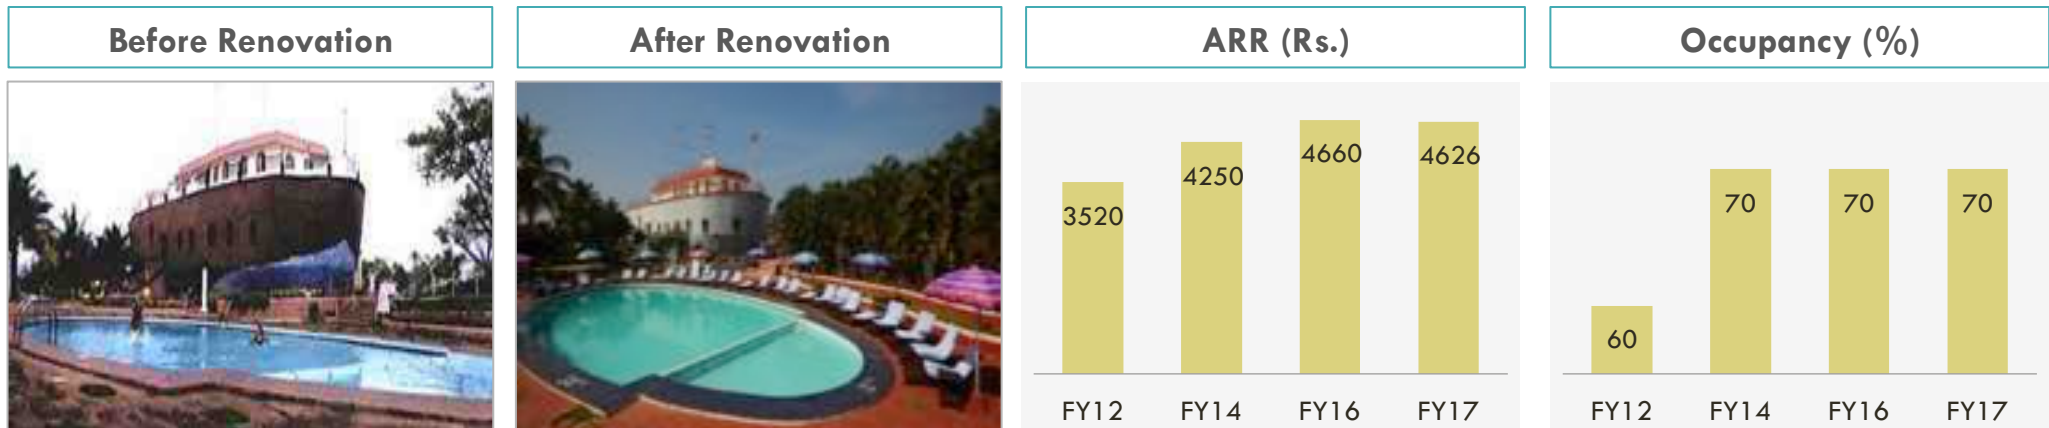 Before Renovation
After Renovation
ARR (Rs.)
3520
4250
4660
4626
FY12 FY14 FY16 FY17
Occupancy (%)
60
70
70
70
FY12 FY14 FY16 FY17